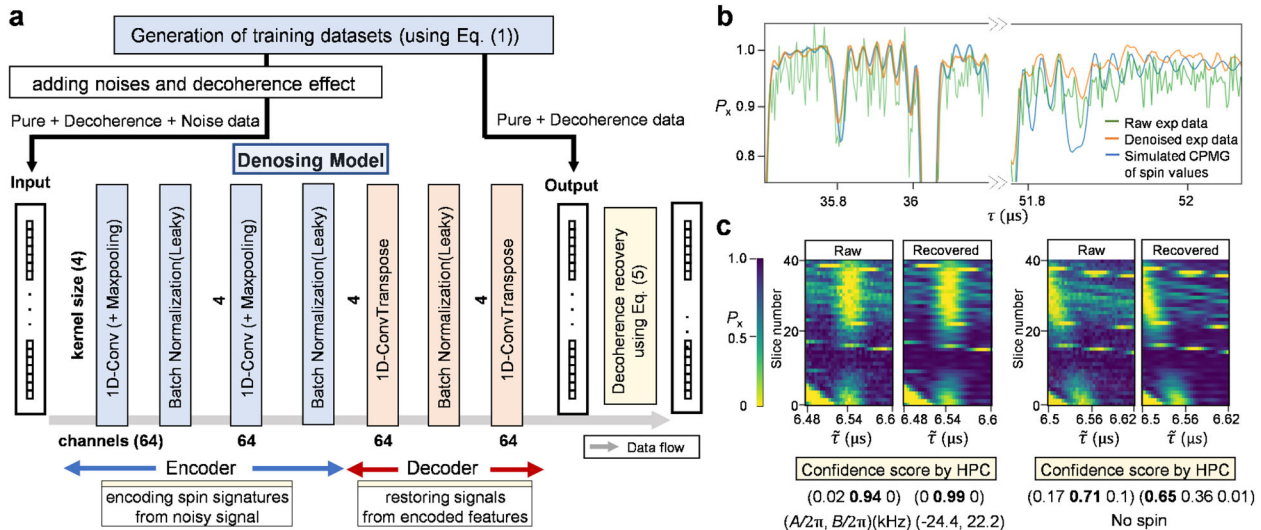 a
Generation of training datasets (using Eq. (1))
adding noises and decoherence effect
Pure + Decoherence + Noise data
Pure + Decoherence data
Denosing Model
Input
Output
kernel size (4)
1D-Conv (+ Maxpooling)
Batch Normalization(Leaky)
4
1D-Conv (+ Maxpooling)
Batch Normalization(Leaky)
4
1D-ConvTranspose
Batch Normalization(Leaky)
4
1D-ConvTranspose
Decoherence recovery
using Eq. (5)
channels (64)
64
64
64
Data flow
Encoder
Decoder
encoding spin signatures
from noisy signal
restoring signals
from encoded features
b
1.0
0.9
0.8
Pₓ
Raw exp data
Denoised exp data
Simulated CPMG
of spin values
35.8
36
51.8
52
τ (μs)
c
1.0
0.5
0
Pₓ
Raw
Recovered
Raw
Recovered
Slice number
40
20
0
6.48
6.54
6.6
6.48
6.54
6.6
τ̃ (μs)
τ̃ (μs)
Slice number
40
20
0
6.5
6.56
6.62
6.5
6.56
6.62
τ̃ (μs)
τ̃ (μs)
Confidence score by HPC
(0.02 0.94 0)
(0 0.99 0)
(A/2π, B/2π)(kHz)
(-24.4, 22.2)
Confidence score by HPC
(0.17 0.71 0.1)
(0.65 0.36 0.01)
No spin